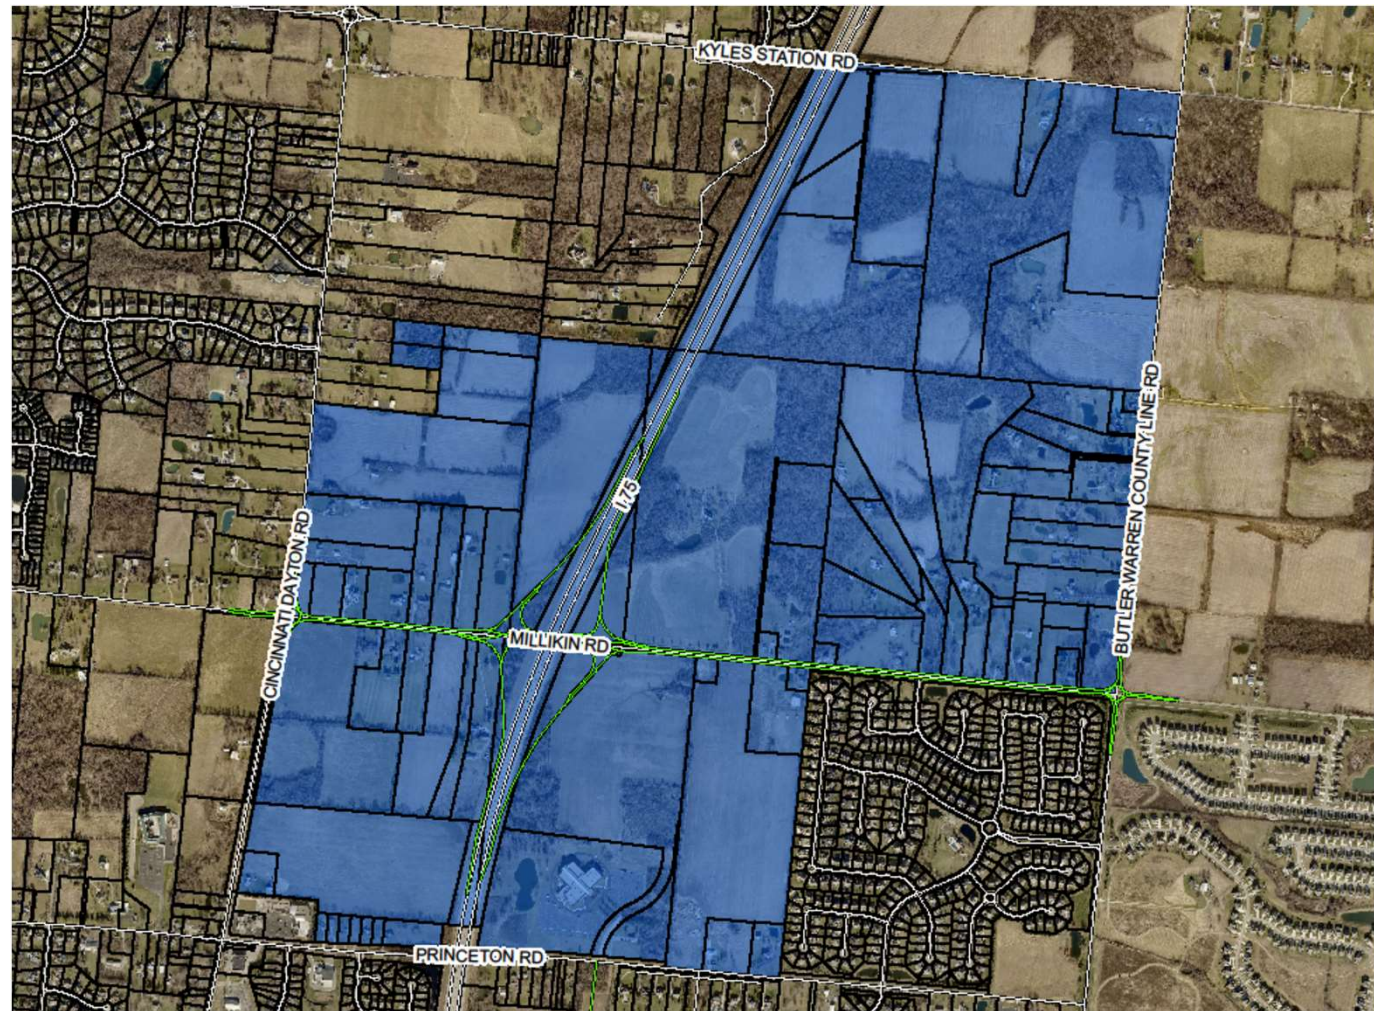 KYLES STATION RD
I 75
BUTLER WARREN COUNTY LINE RD
CINCINNATI DAYTON RD
MILLIKIN RD
PRINCETON RD